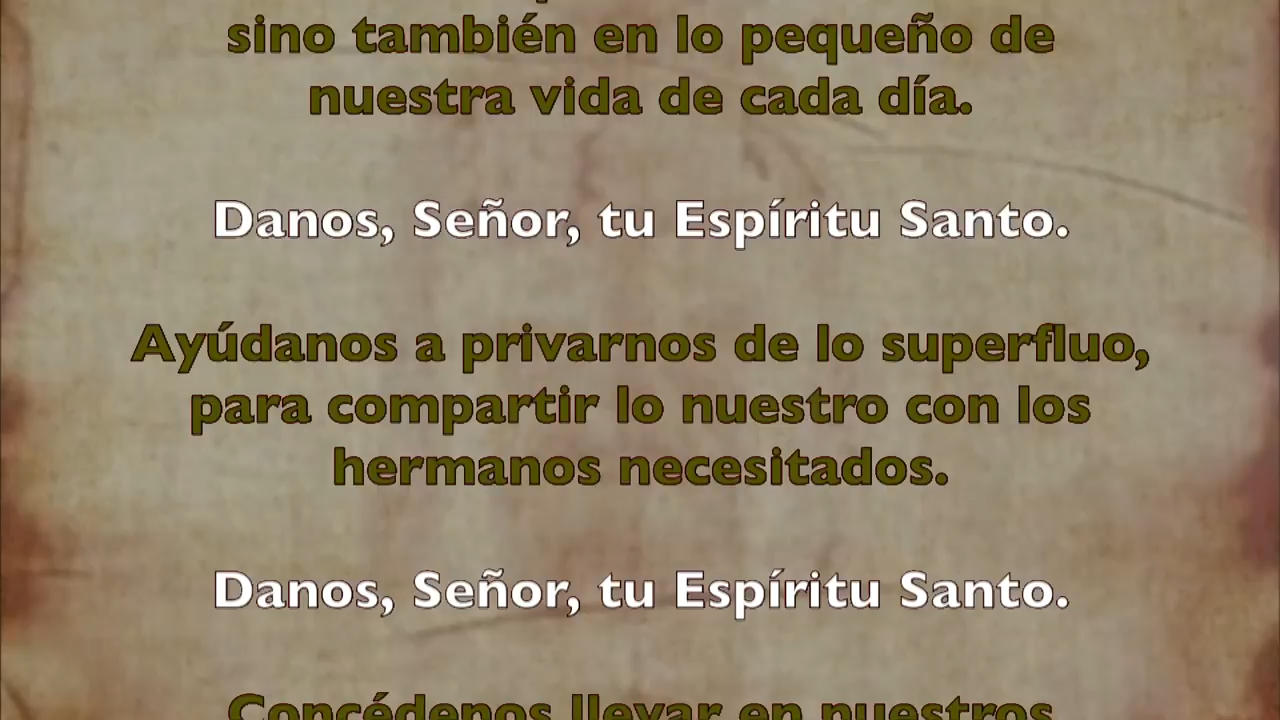 sino también en lo pequeño de
nuestra vida de cada día.
Danos, Señor, tu Espíritu Santo.
Ayúdanos a privarnos de lo superfluo,
para compartir lo nuestro con los
hermanos necesitados.
Danos, Señor, tu Espíritu Santo.
Concédenos llevar en nuestros